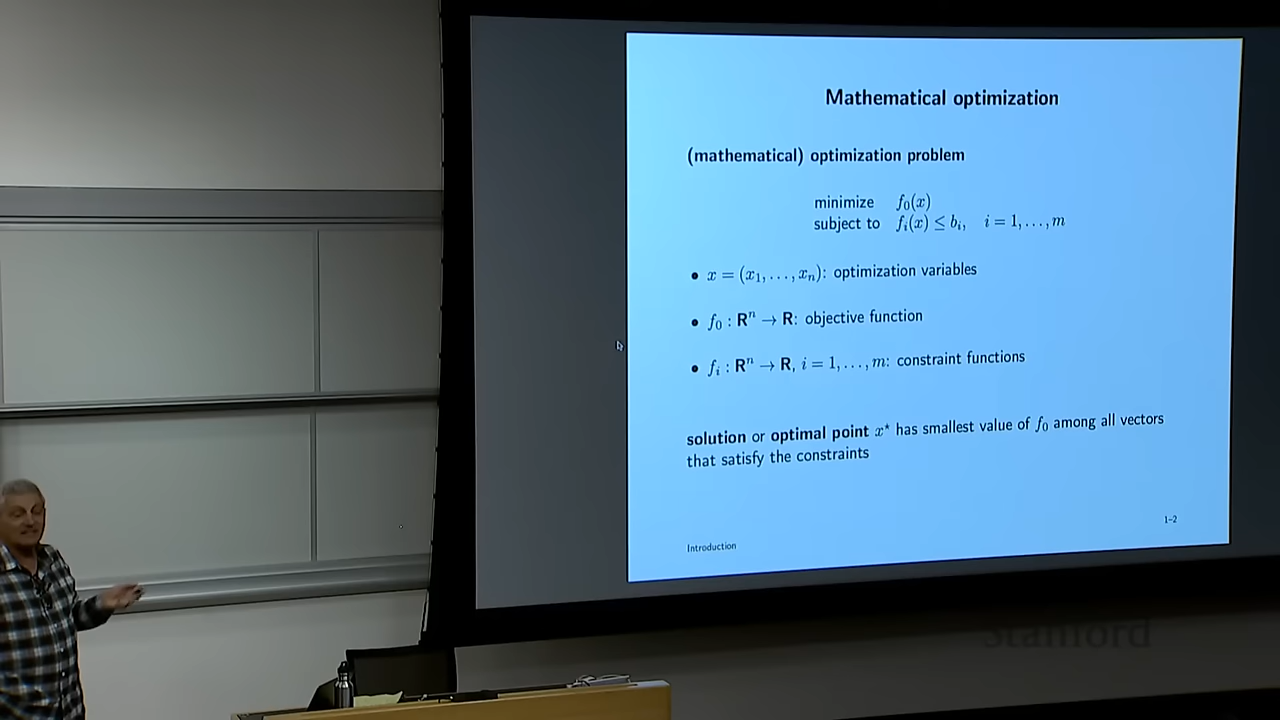 Mathematical optimization
(mathematical) optimization problem
minimize f₀(x)
subject to fᵢ(x) ≤ bᵢ, i = 1, . . . , m
• x = (x₁, . . . , xₙ): optimization variables
• f₀ : Rⁿ → R: objective function
• fᵢ : Rⁿ → R, i = 1, . . . , m: constraint functions
solution or optimal point x⋆ has smallest value of f₀ among all vectors
that satisfy the constraints
1–2
Introduction
Stanford